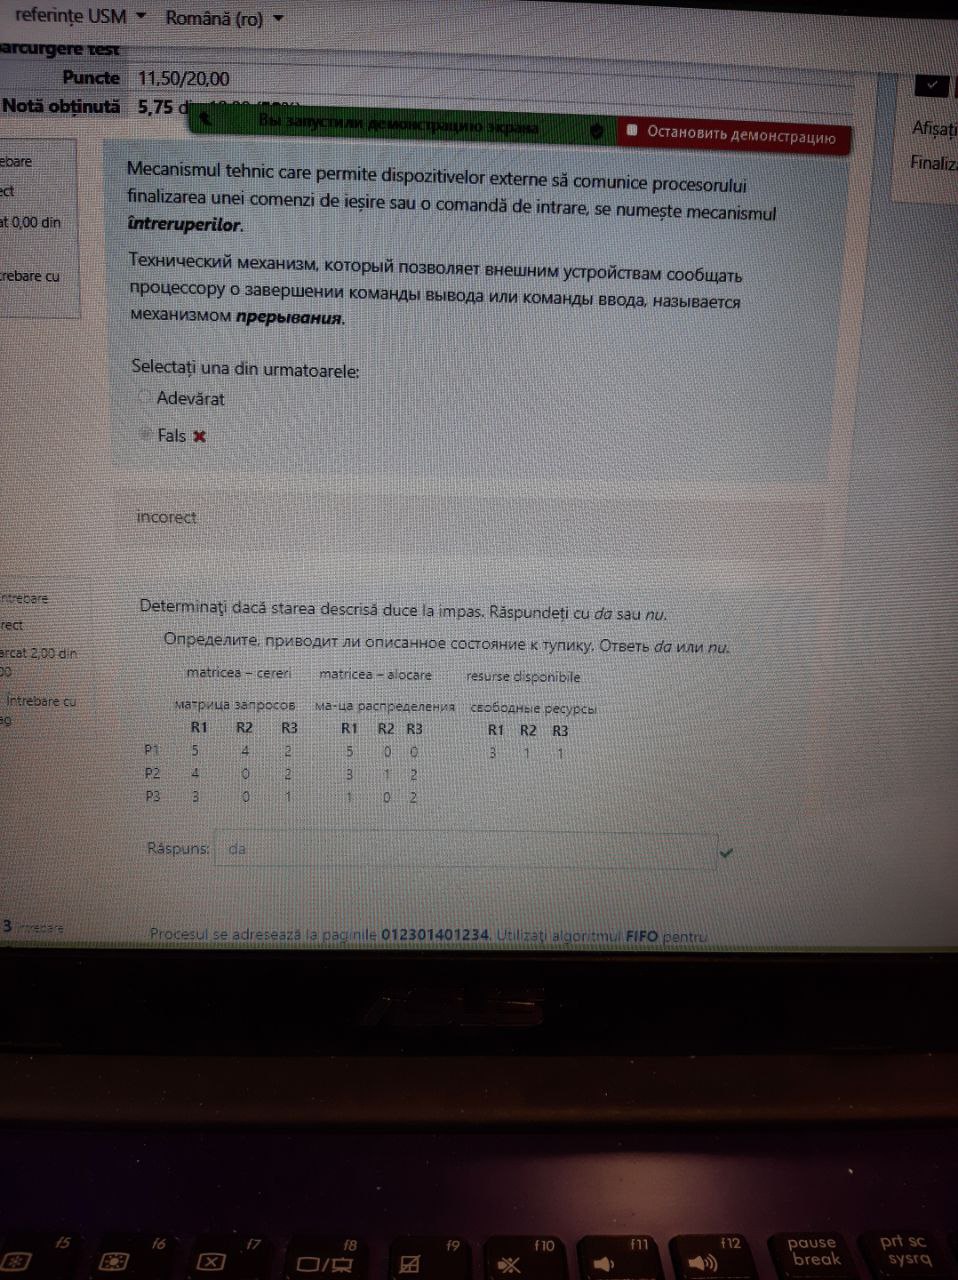 referințe USM Română (ro)
parcurgere test
Puncte 11,50/20,00
Notă obținută 5,75
Вы запустили демонстрацию экрана Остановить демонстрацию
Afișați
Finaliz
ebare
ect
at 0,00 din
trebare cu
Mecanismul tehnic care permite dispozitivelor externe să comunice procesorului
finalizarea unei comenzi de ieșire sau o comandă de intrare, se numește mecanismul
întreruperilor.
Технический механизм, который позволяет внешним устройствам сообщать
процессору о завершении команды вывода или команды ввода, называется
механизмом прерывания.
Selectați una din urmatoarele:
Adevărat
Fals
incorect
ntrebare
rect
arcat 2,00 din
00
Întrebare cu
ag
Determinaţi dacă starea descrisă duce la impas. Răspundeți cu da sau nu.
Определите, приводит ли описанное состояние к тупику. Ответь da или nu.
matricea – cereri matricea – alocare resurse disponibile
матрица запросов ма-ца распределения свободные ресурсы
R1 R2 R3 R1 R2 R3 R1 R2 R3
P1 5 4 2 5 0 0 3 1 1
P2 4 0 2 3 1 2
P3 3 0 1 1 0 2
Răspuns: da
3 întrebare
Procesul se adresează la paginile 012301401234. Utilizați algoritmul FIFO pentru
f5 f6 f7 f8 f9 f10 f11 f12 pause break prt sc sysrq